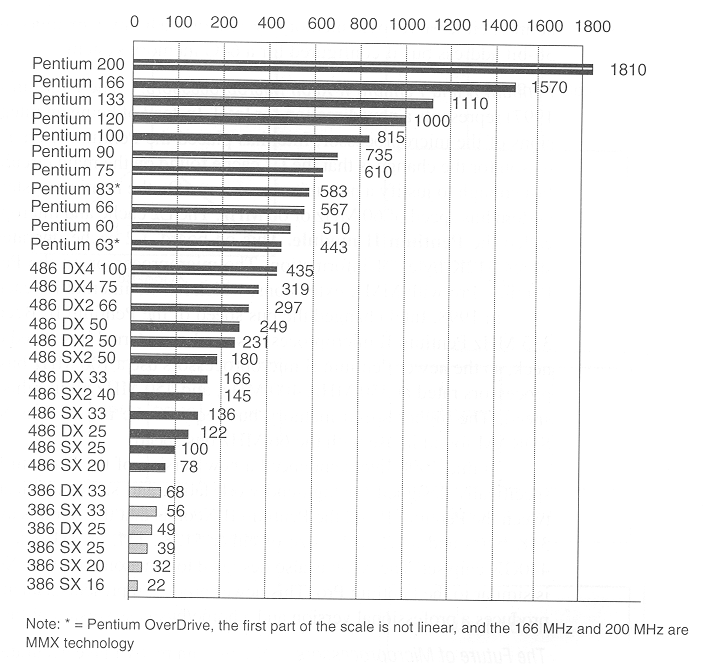 0 100 200 400 600 800 1000 1200 1400 1600 1800
Pentium 200 1810
Pentium 166 1570
Pentium 133 1110
Pentium 120 1000
Pentium 100 815
Pentium 90 735
Pentium 75 610
Pentium 83* 583
Pentium 66 567
Pentium 60 510
Pentium 63* 443
486 DX4 100 435
486 DX4 75 319
486 DX2 66 297
486 DX 50 249
486 DX2 50 231
486 SX2 50 180
486 DX 33 166
486 SX2 40 145
486 SX 33 136
486 DX 25 122
486 SX 25 100
486 SX 20 78
386 DX 33 68
386 SX 33 56
386 DX 25 49
386 SX 25 39
386 SX 20 32
386 SX 16 22
Note: * = Pentium OverDrive, the first part of the scale is not linear, and the 166 MHz and 200 MHz are
MMX technology